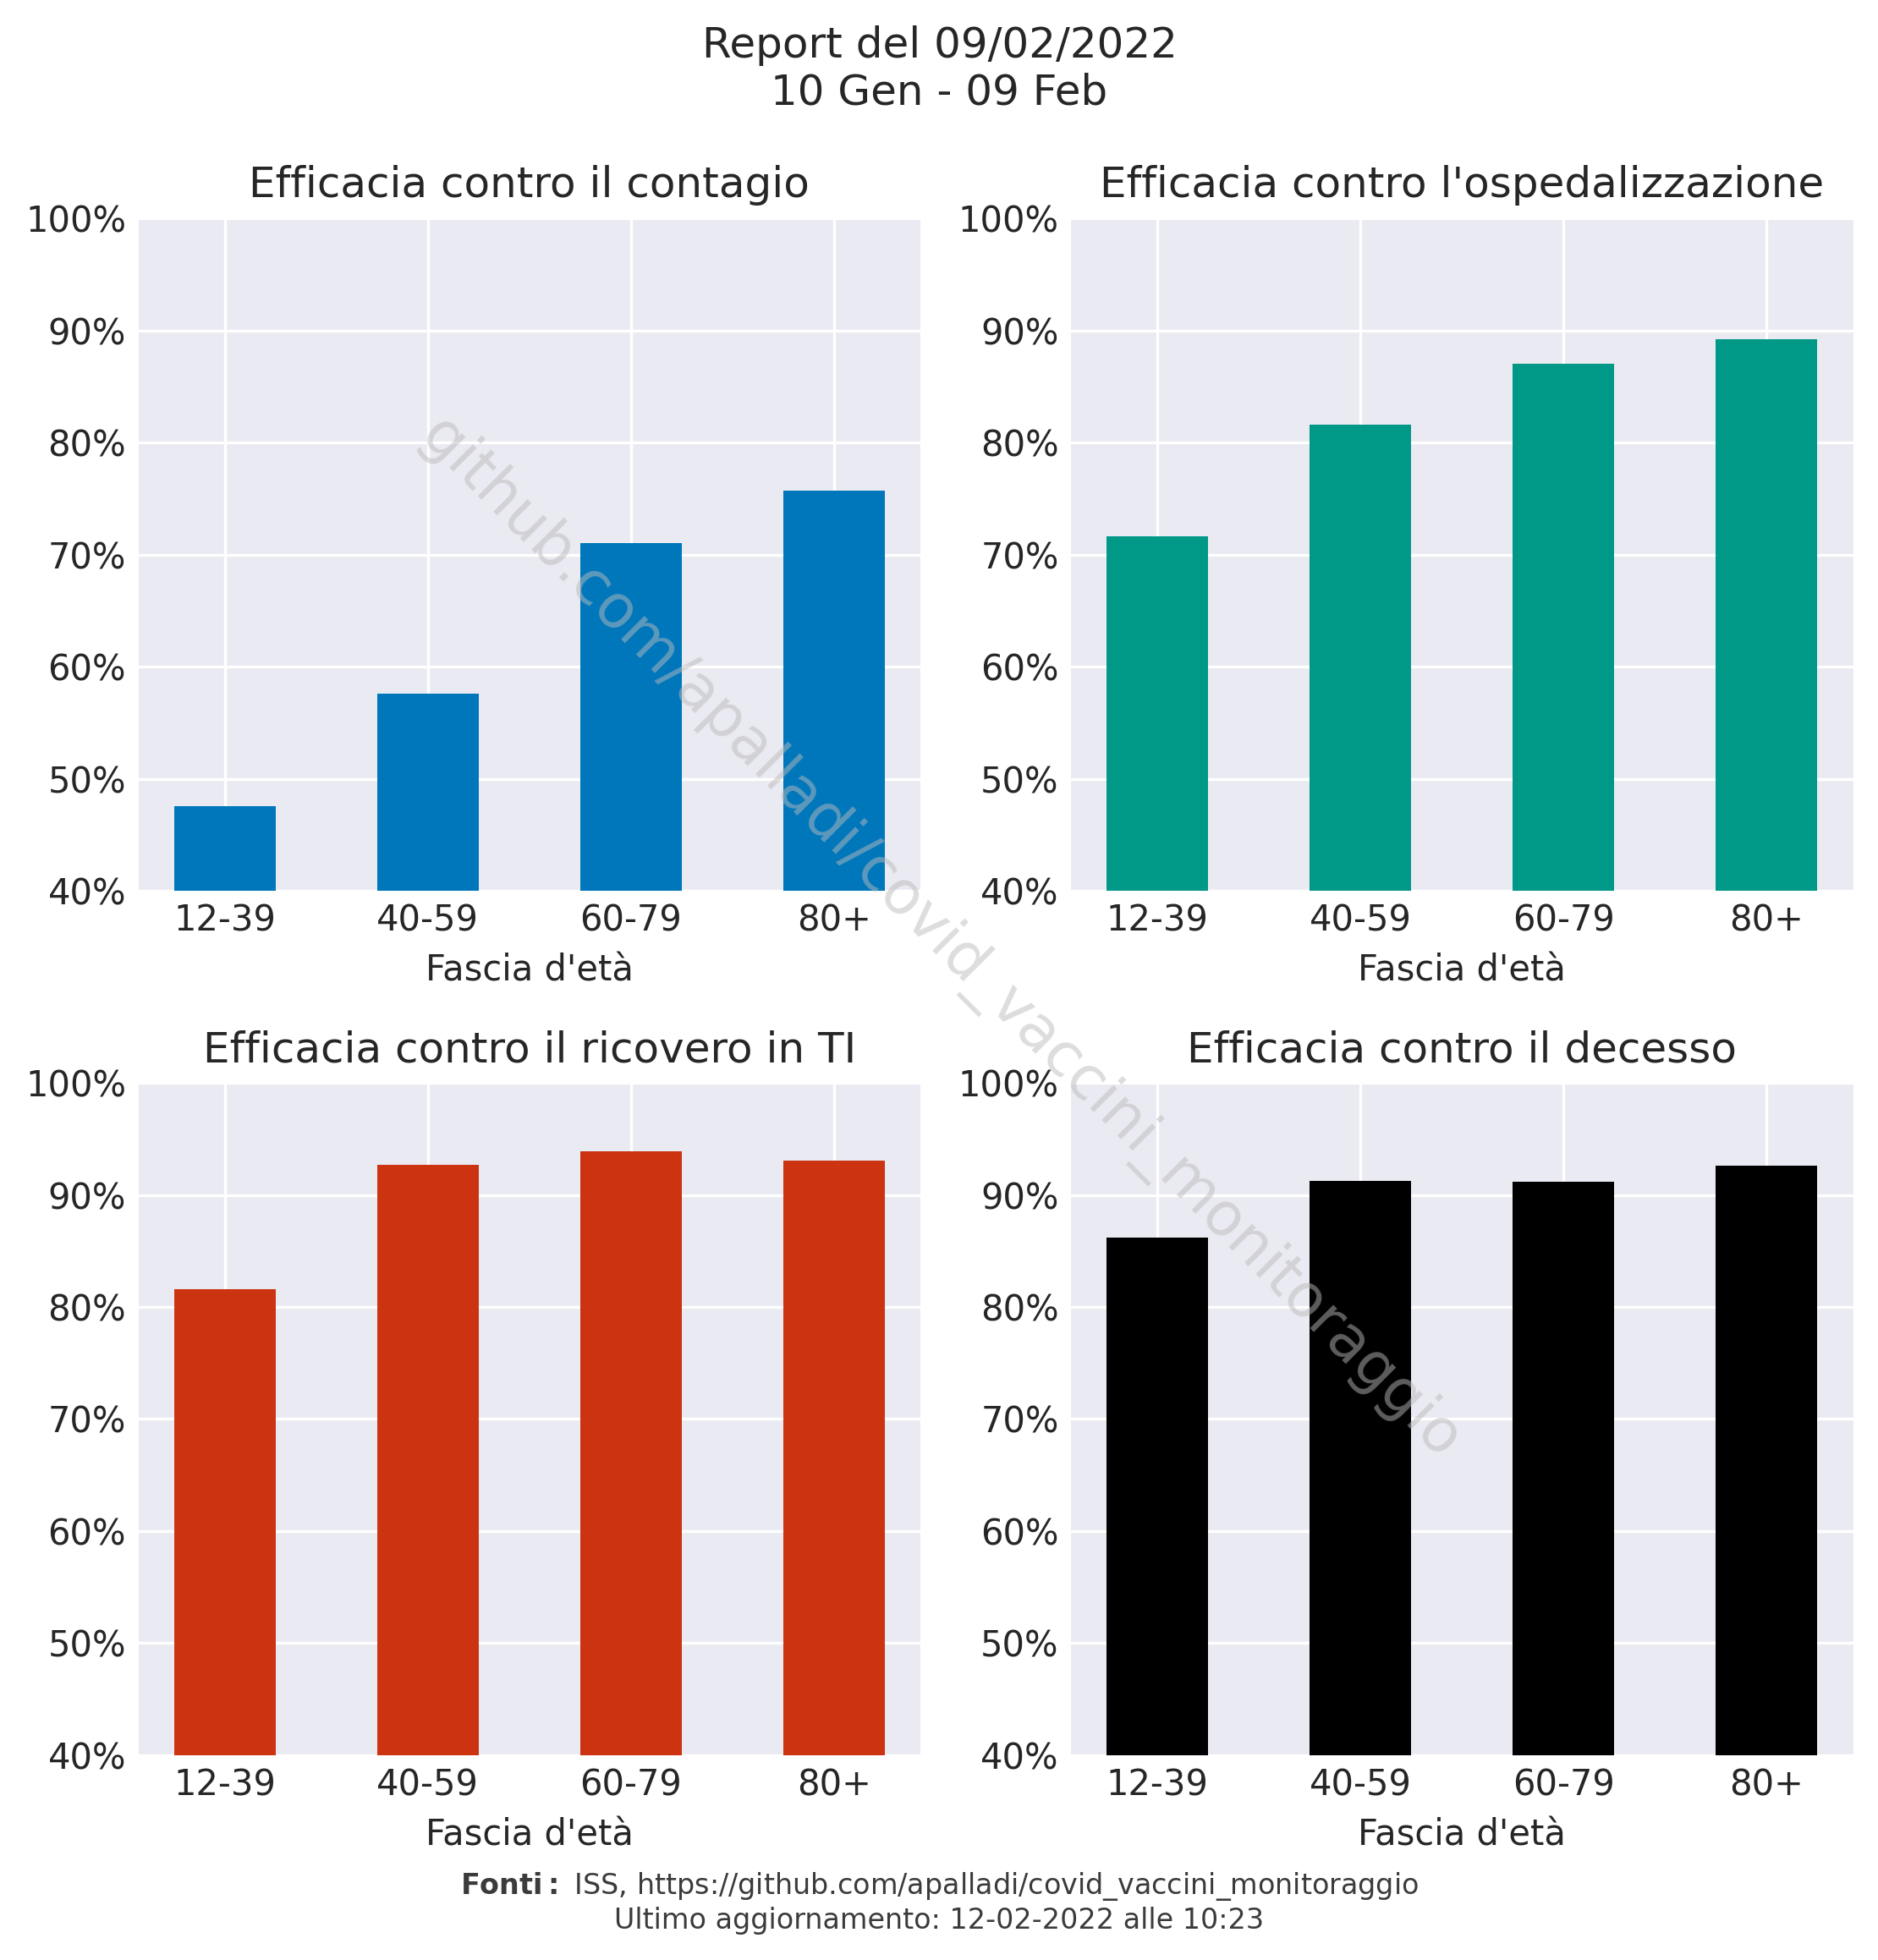 Report del 09/02/2022
10 Gen - 09 Feb
Efficacia contro il contagio
100%
90%
80%
70%
60%
50%
40%
12-39 40-59 60-79 80+
Fascia d'età
Efficacia contro l'ospedalizzazione
100%
90%
80%
70%
60%
50%
40%
12-39 40-59 60-79 80+
Fascia d'età
Efficacia contro il ricovero in TI
100%
90%
80%
70%
60%
50%
40%
12-39 40-59 60-79 80+
Fascia d'età
Efficacia contro il decesso
100%
90%
80%
70%
60%
50%
40%
12-39 40-59 60-79 80+
Fascia d'età
github.com/apalladi/covid_vaccini_monitoraggio
Fonti: ISS, https://github.com/apalladi/covid_vaccini_monitoraggio
Ultimo aggiornamento: 12-02-2022 alle 10:23